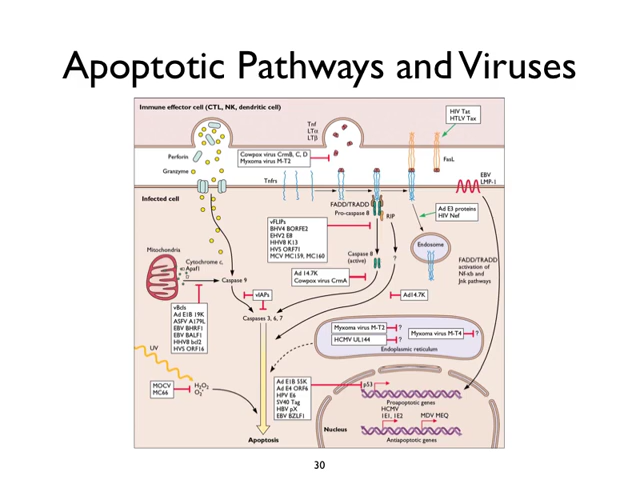 Apoptotic Pathways and Viruses
Immune effector cell (CTL, NK, dendritic cell)
Tnf
LTα
LTβ
HIV Tat
HTLV Tax
Perforin
Granzyme
Cowpox virus CrmB, C, D
Myxoma virus M-T2
FasL
Tnfrs
EBV
LMP-1
Infected cell
FADD/TRADD
Pro-caspase 8
RIP
Ad E3 proteins
HIV Nef
vFLIPs
BHV4 BORFE2
EHV2 E8
HHV8 K13
HVS ORF71
MCV MC159, MC160
Endosome
Mitochondria
Cytochrome c,
Apaf1
Caspase 9
Caspase 8
(active)
?
FADD/TRADD
activation of
Nf-κb and
Jnk pathways
Ad 14.7K
Cowpox virus CrmA
vIAPs
Ad14.7K
Caspases 3, 6, 7
vBcls
Ad E1B 19K
ASFV A179L
EBV BHRF1
EBV BALF1
HHV8 bcl2
HVS ORF16
Myxoma virus M-T2
?
HCMV UL144
?
Myxoma virus M-T4
?
Endoplasmic reticulum
UV
MOCV
MC66
H2O2
O2-
Ad E1B 55K
Ad E4 ORF6
HPV E6
SV40 Tag
HBV pX
EBV BZLF1
p53
Proapoptotic genes
HCMV
IE1, IE2
MDV MEQ
Nucleus
Antiapoptotic genes
Apoptosis
30